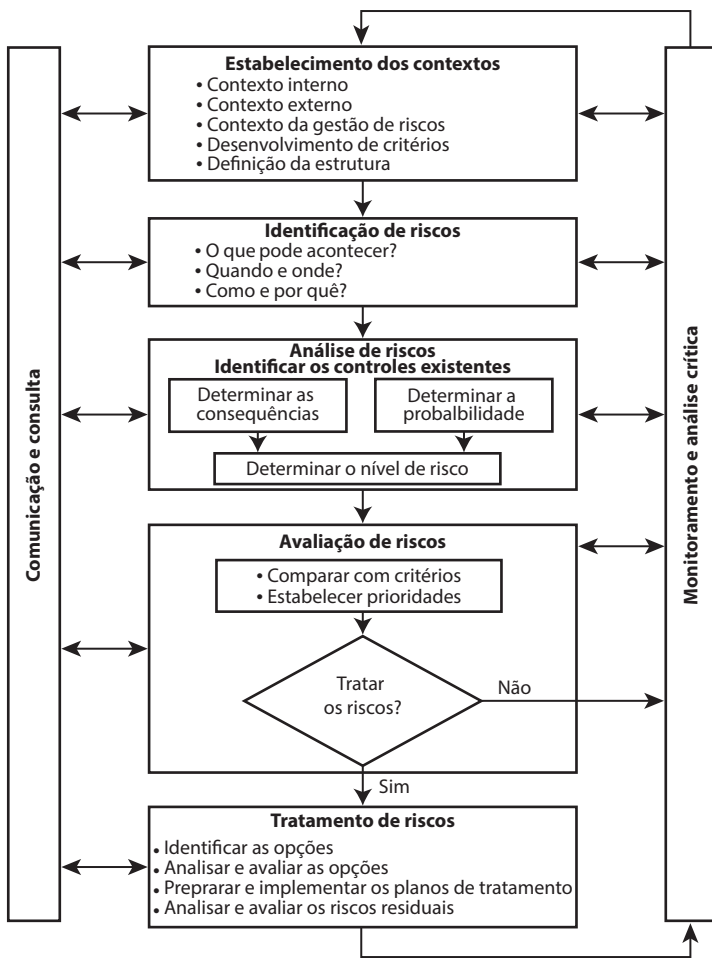 Estabelecimento dos contextos
• Contexto interno
• Contexto externo
• Contexto da gestão de riscos
• Desenvolvimento de critérios
• Definição da estrutura
Identificação de riscos
• O que pode acontecer?
• Quando e onde?
• Como e por quê?
Análise de riscos
Identificar os controles existentes
Determinar as
consequências
Determinar a
probalbilidade
Determinar o nível de risco
Avaliação de riscos
• Comparar com critérios
• Estabelecer prioridades
Tratar
os riscos?
Não
Sim
Tratamento de riscos
• Identificar as opções
• Analisar e avaliar as opções
• Preprarar e implementar os planos de tratamento
• Analisar e avaliar os riscos residuais
Comunicação e consulta
Monitoramento e análise crítica